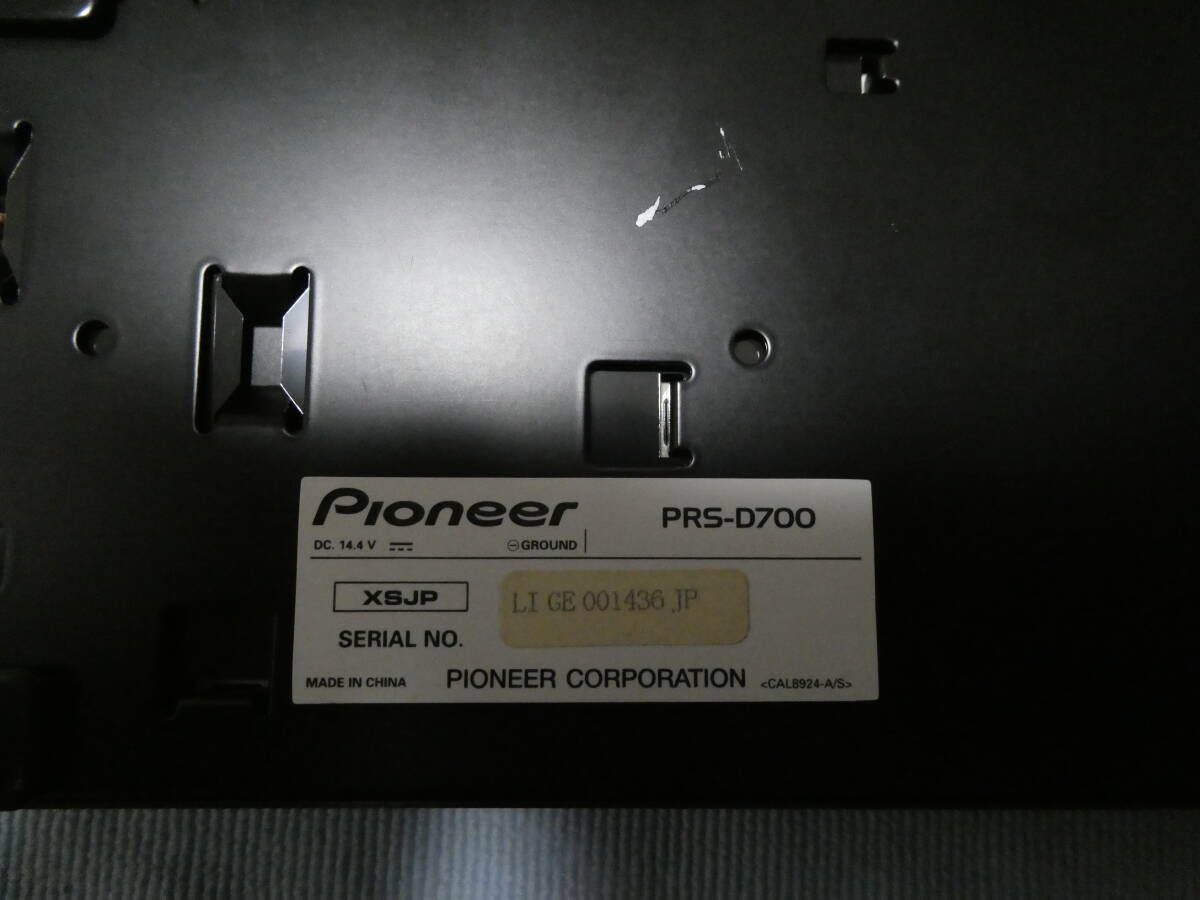 Pioneer PRS-D700
DC. 14.4 V ⎓ ⊖GROUND
XSJP LI GE 001436 JP
SERIAL NO.
MADE IN CHINA PIONEER CORPORATION <CAL8924-A/S>